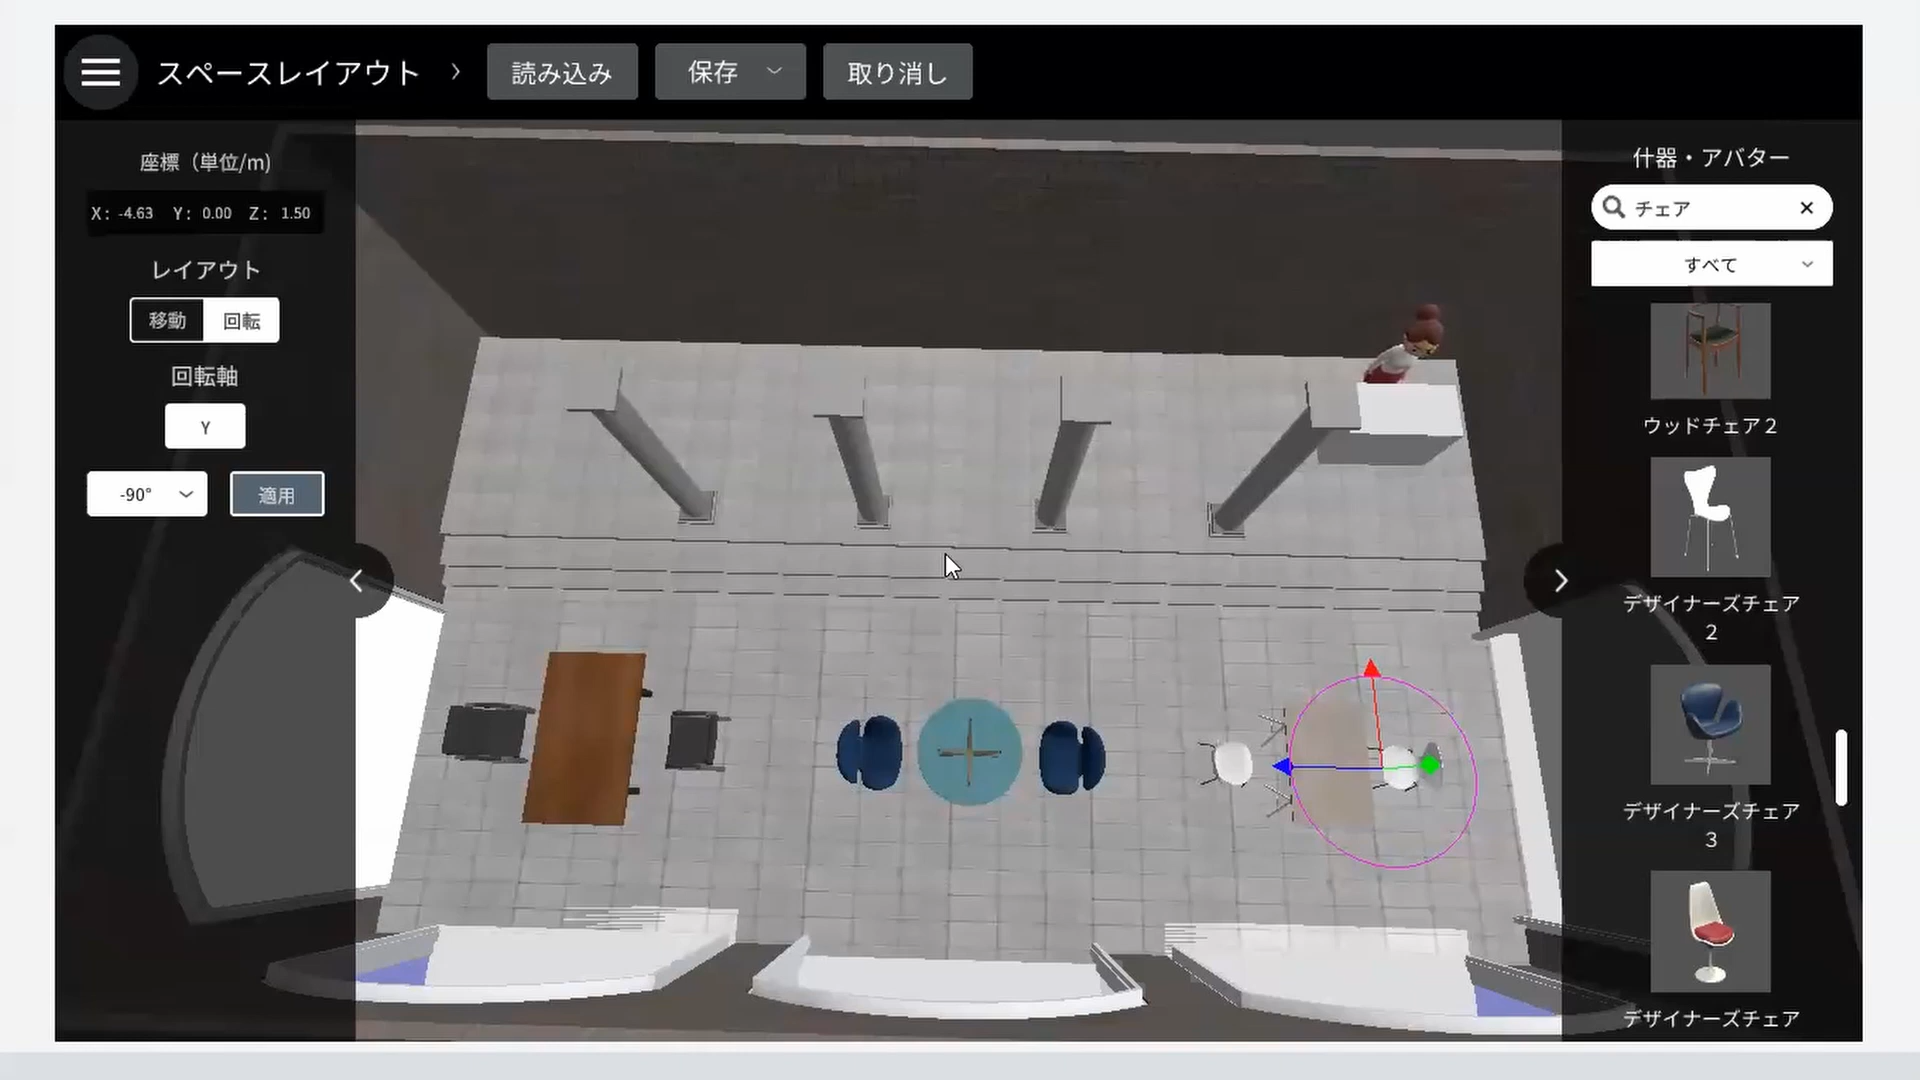 スペースレイアウト › 読み込み 保存 取り消し
座標（単位/m)
X: -4.63 Y: 0.00 Z: 1.50
レイアウト
移動 回転
回転軸
Y
-90° 適用
什器・アバター
チェア ×
すべて
ウッドチェア２
デザイナーズチェア
2
デザイナーズチェア
3
デザイナーズチェア